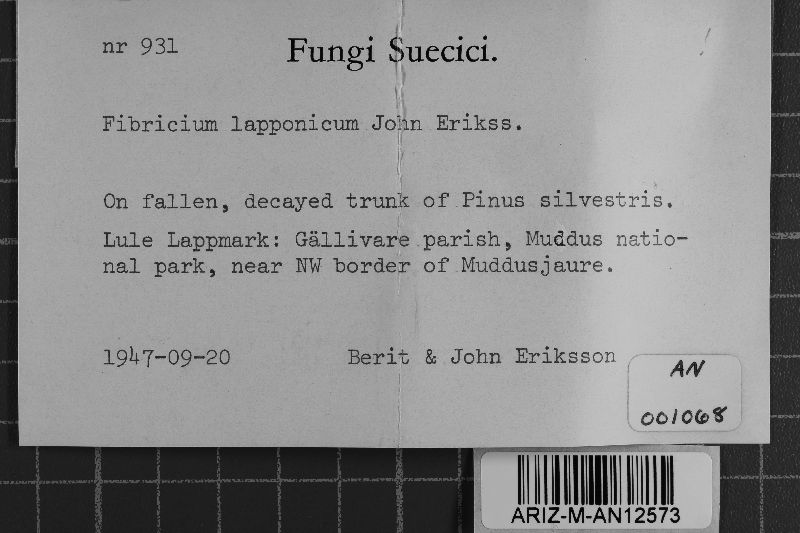 nr 931 Fungi Suecici.
Fibricium lapponicum John Erikss.
On fallen, decayed trunk of Pinus silvestris.
Lule Lappmark: Gällivare parish, Muddus natio-
nal park, near NW border of Muddusjaure.
1947-09-20 Berit & John Eriksson
AN
001068
ARIZ-M-AN12573